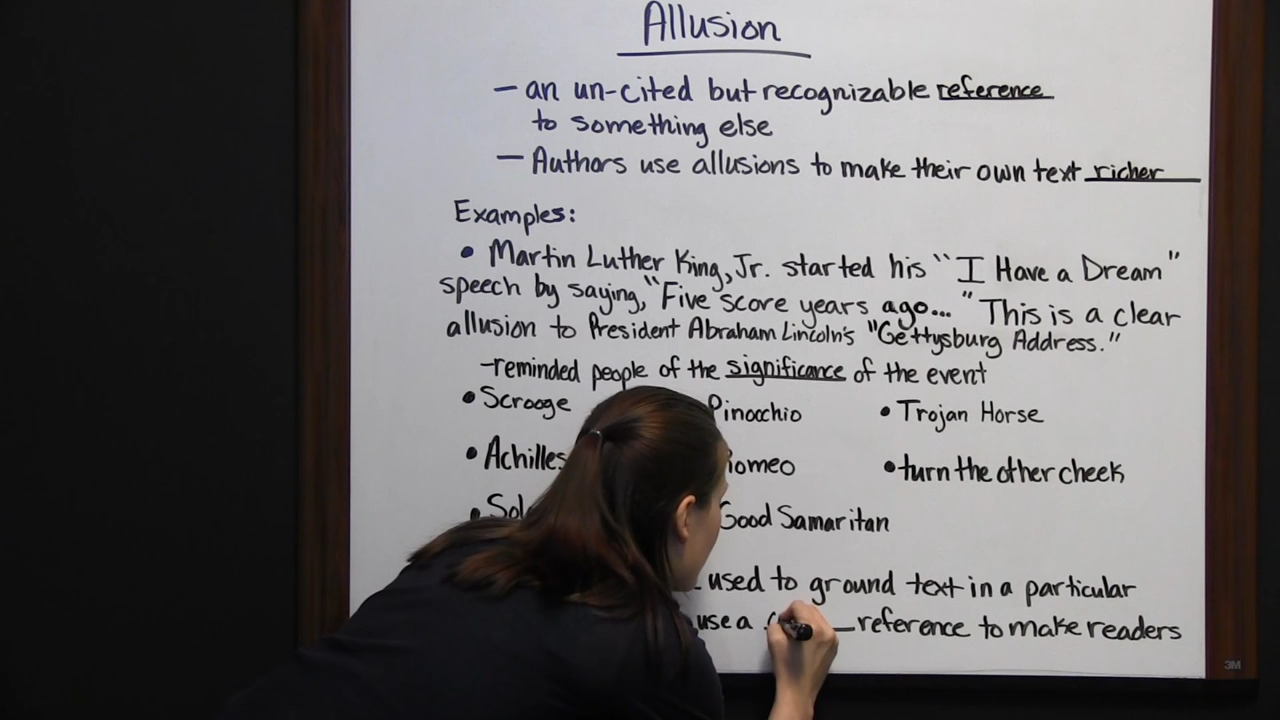 Allusion
– an un-cited but recognizable reference
to something else
– Authors use allusions to make their own text richer
Examples:
• Martin Luther King, Jr. started his "I Have a Dream"
speech by saying, "Five score years ago..." This is a clear
allusion to President Abraham Lincoln's "Gettysburg Address."
–reminded people of the significance of the event
• Scrooge Pinocchio • Trojan Horse
• Achilles • turn the other cheek
Good Samaritan
used to ground text in a particular
use a reference to make readers
3M